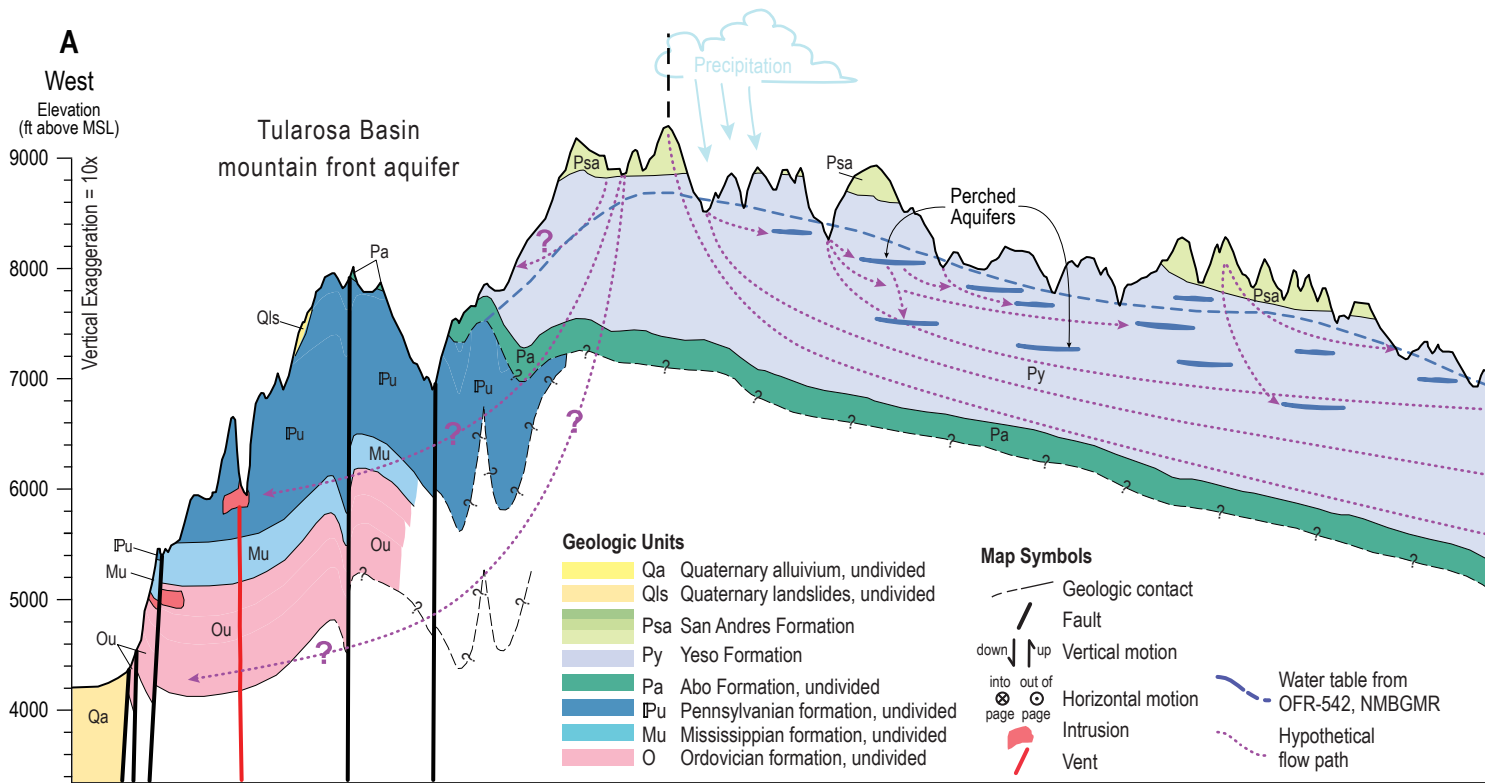 A
West
Elevation
(ft above MSL)
Vertical Exaggeration = 10x
9000
8000
7000
6000
5000
4000
Tularosa Basin
mountain front aquifer
Precipitation
Psa
Psa
Perched
Aquifers
Psa
?
Pa
Qls
ℙu
ℙu
ℙu
Pa
Py
Pa
?
?
Mu
Mu
ℙu
Mu
Ou
Ou
Ou
?
Qa
? ? ? ? ? ? ? ? ? ? ?
Geologic Units
Qa Quaternary alluvium, undivided
Qls Quaternary landslides, undivided
Psa San Andres Formation
Py Yeso Formation
Pa Abo Formation, undivided
ℙu Pennsylvanian formation, undivided
Mu Mississippian formation, undivided
O Ordovician formation, undivided
Map Symbols
Geologic contact
Fault
down up Vertical motion
into page out of page Horizontal motion
Intrusion
Vent
Water table from
OFR-542, NMBGMR
Hypothetical
flow path